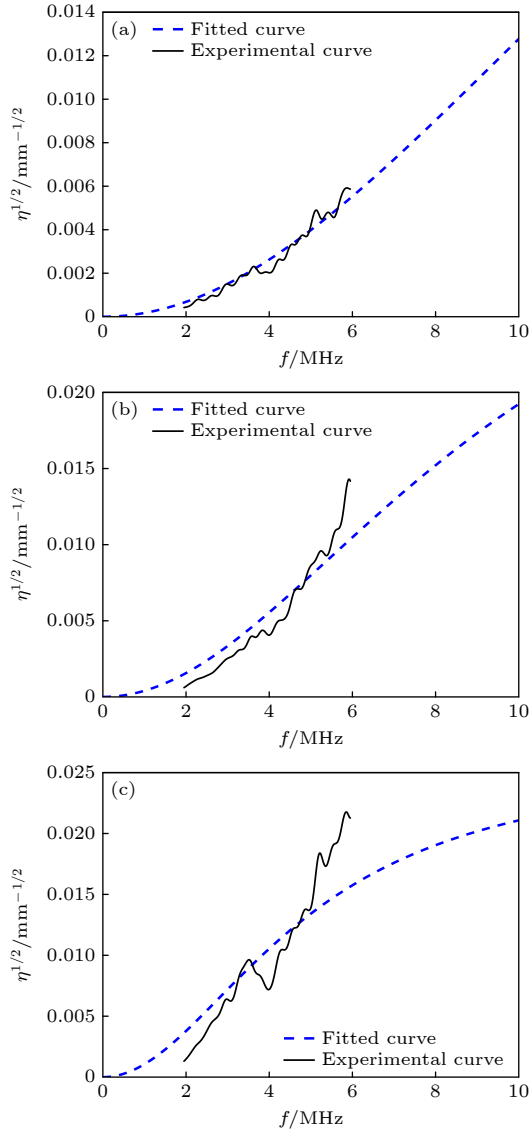 (a)
Fitted curve
Experimental curve
0.014
0.012
0.010
0.008
0.006
0.004
0.002
0
η^{1/2}/mm^{−1/2}
0 2 4 6 8 10
f/MHz
(b)
Fitted curve
Experimental curve
0.020
0.015
0.010
0.005
0
η^{1/2}/mm^{−1/2}
0 2 4 6 8 10
f/MHz
(c)
0.025
0.020
0.015
0.010
0.005
0
η^{1/2}/mm^{−1/2}
Fitted curve
Experimental curve
0 2 4 6 8 10
f/MHz